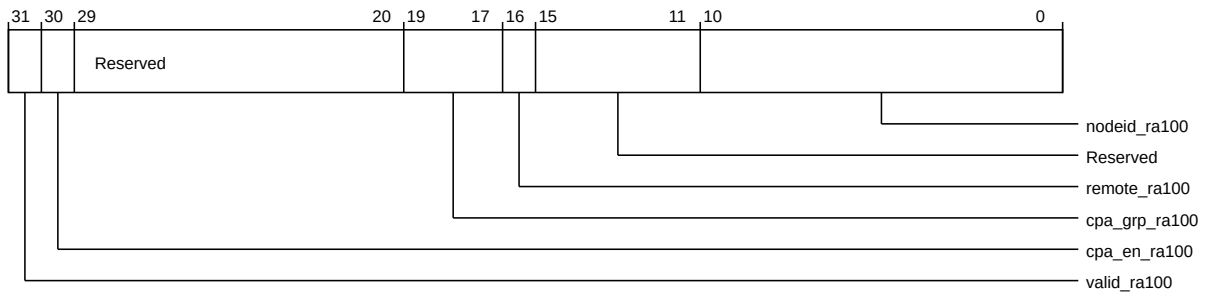 31 30 29 20 19 17 16 15 11 10 0
Reserved
nodeid_ra100
Reserved
remote_ra100
cpa_grp_ra100
cpa_en_ra100
valid_ra100